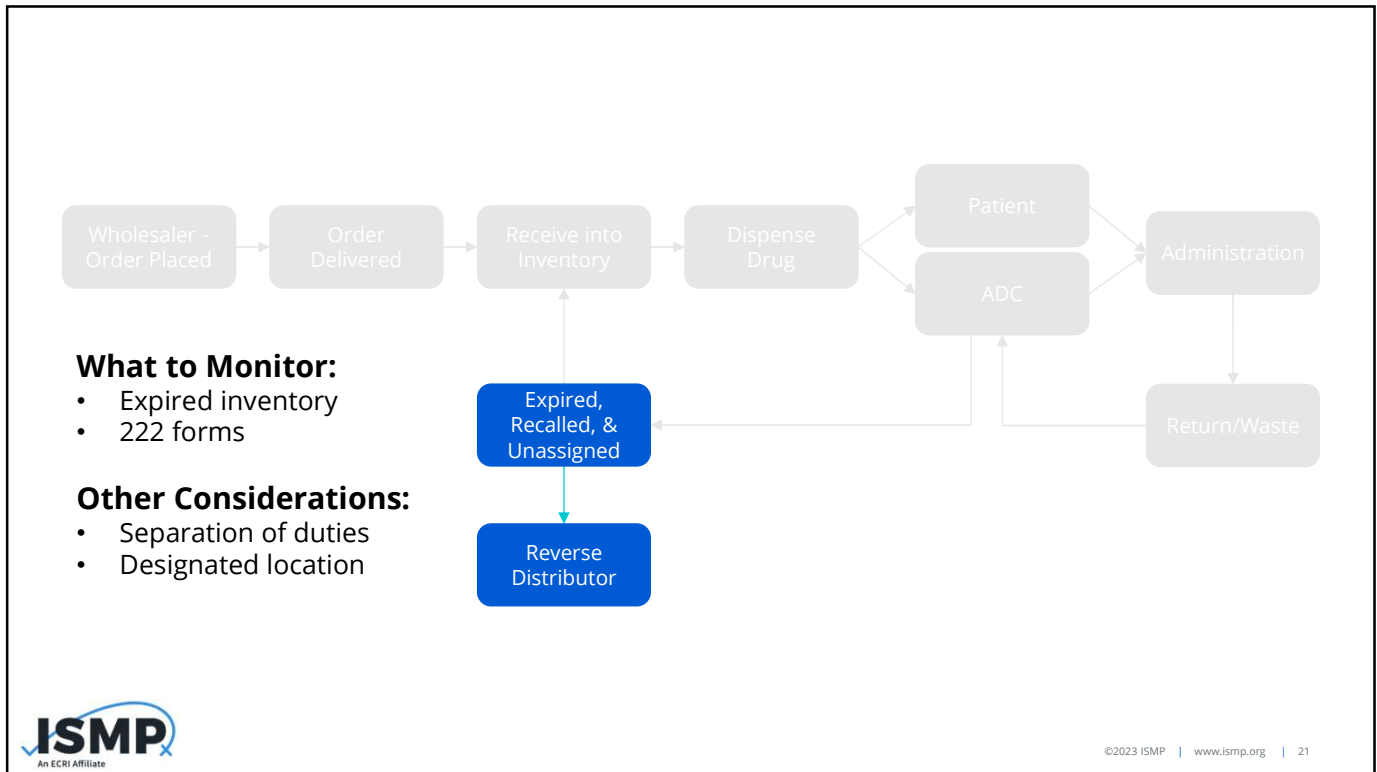 Wholesaler -
Order Placed
Order
Delivered
Receive into
Inventory
Dispense
Drug
Patient
ADC
Administration
Return/Waste
What to Monitor:
• Expired inventory
• 222 forms
Other Considerations:
• Separation of duties
• Designated location
Expired,
Recalled, &
Unassigned
Reverse
Distributor
ISMP
An ECRI Affiliate
©2023 ISMP | www.ismp.org | 21